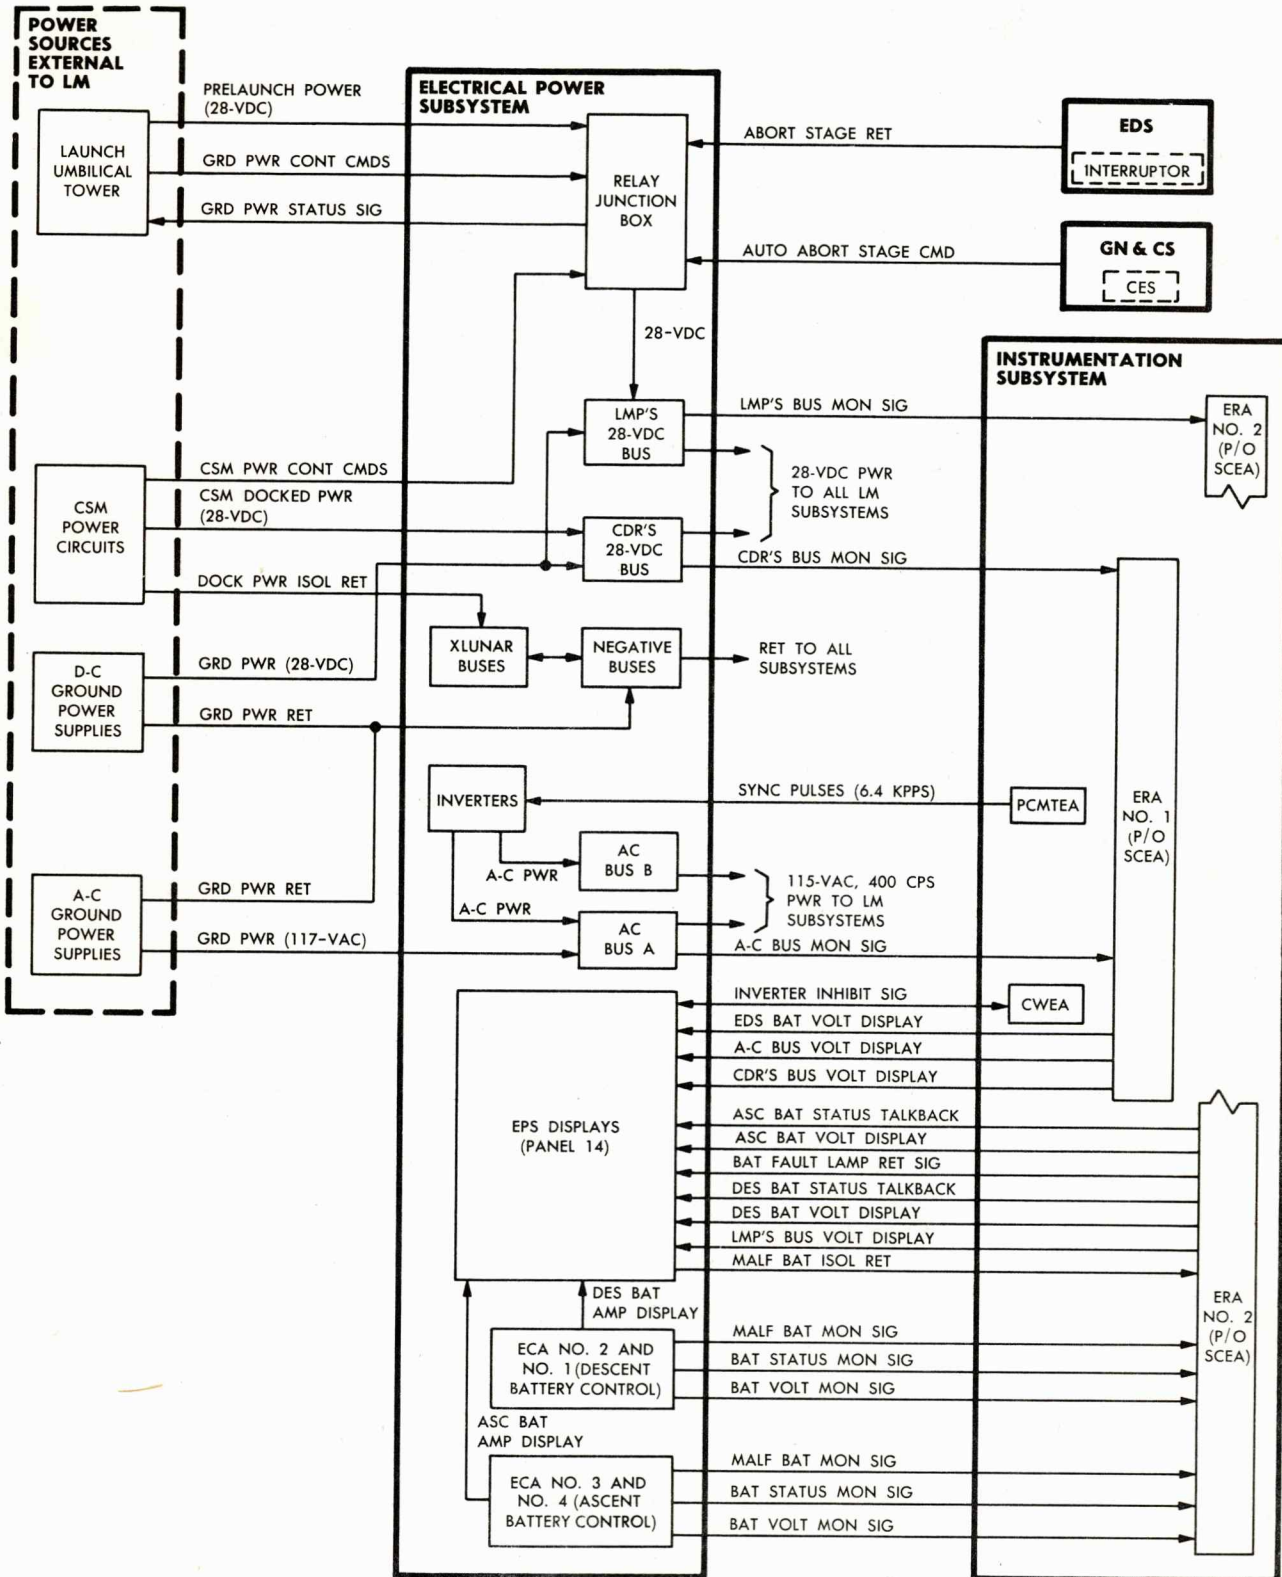 POWER
SOURCES
EXTERNAL
TO LM
LAUNCH
UMBILICAL
TOWER
PRELAUNCH POWER
(28-VDC)
GRD PWR CONT CMDS
GRD PWR STATUS SIG
ELECTRICAL POWER
SUBSYSTEM
RELAY
JUNCTION
BOX
ABORT STAGE RET
EDS
INTERRUPTOR
AUTO ABORT STAGE CMD
GN & CS
CES
28-VDC
INSTRUMENTATION
SUBSYSTEM
LMP'S
28-VDC
BUS
LMP'S BUS MON SIG
ERA
NO. 2
(P/O
SCEA)
CSM
POWER
CIRCUITS
CSM PWR CONT CMDS
CSM DOCKED PWR
(28-VDC)
DOCK PWR ISOL RET
28-VDC PWR
TO ALL LM
SUBSYSTEMS
CDR'S
28-VDC
BUS
CDR'S BUS MON SIG
XLUNAR
BUSES
NEGATIVE
BUSES
RET TO ALL
SUBSYSTEMS
D-C
GROUND
POWER
SUPPLIES
GRD PWR (28-VDC)
GRD PWR RET
INVERTERS
SYNC PULSES (6.4 KPPS)
PCMTEA
ERA
NO. 1
(P/O
SCEA)
A-C PWR
AC
BUS B
A-C PWR
AC
BUS A
115-VAC, 400 CPS
PWR TO LM
SUBSYSTEMS
A-C BUS MON SIG
A-C
GROUND
POWER
SUPPLIES
GRD PWR RET
GRD PWR (117-VAC)
EPS DISPLAYS
(PANEL 14)
INVERTER INHIBIT SIG
CWEA
EDS BAT VOLT DISPLAY
A-C BUS VOLT DISPLAY
CDR'S BUS VOLT DISPLAY
ASC BAT STATUS TALKBACK
ASC BAT VOLT DISPLAY
BAT FAULT LAMP RET SIG
DES BAT STATUS TALKBACK
DES BAT VOLT DISPLAY
LMP'S BUS VOLT DISPLAY
MALF BAT ISOL RET
ERA
NO. 2
(P/O
SCEA)
DES BAT
AMP DISPLAY
ECA NO. 2 AND
NO. 1 (DESCENT
BATTERY CONTROL)
MALF BAT MON SIG
BAT STATUS MON SIG
BAT VOLT MON SIG
ASC BAT
AMP DISPLAY
ECA NO. 3 AND
NO. 4 (ASCENT
BATTERY CONTROL)
MALF BAT MON SIG
BAT STATUS MON SIG
BAT VOLT MON SIG